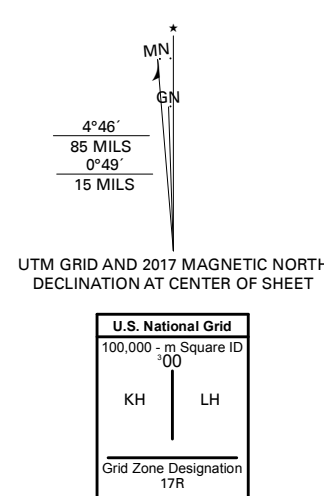 ★
MN
GN
4°46´
85 MILS
0°49´
15 MILS
UTM GRID AND 2017 MAGNETIC NORTH
DECLINATION AT CENTER OF SHEET
U.S. National Grid
100,000 - m Square ID
³00
KH LH
Grid Zone Designation
17R